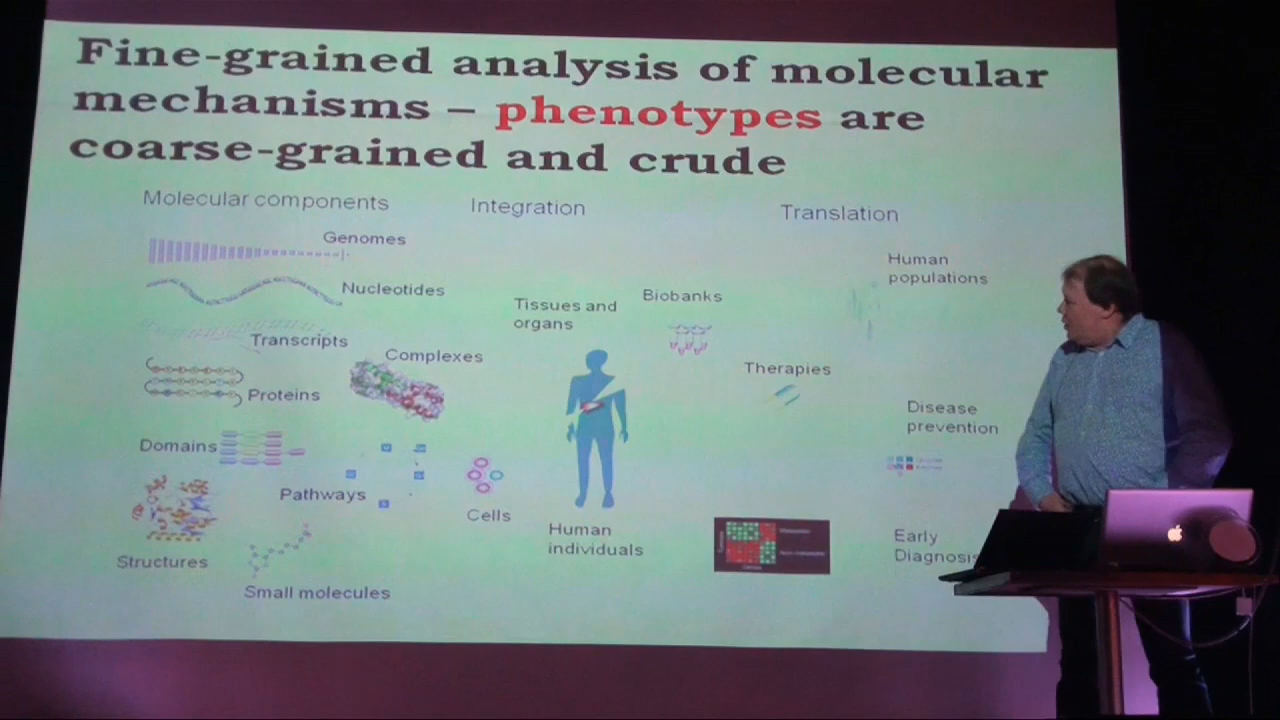 Fine-grained analysis of molecular
mechanisms – phenotypes are
coarse-grained and crude
Molecular components
Integration
Translation
Genomes
Nucleotides
Transcripts
Complexes
Proteins
Domains
Pathways
Structures
Small molecules
Cells
Tissues and
organs
Human
individuals
Biobanks
Therapies
Human
populations
Disease
prevention
Early
Diagnosis